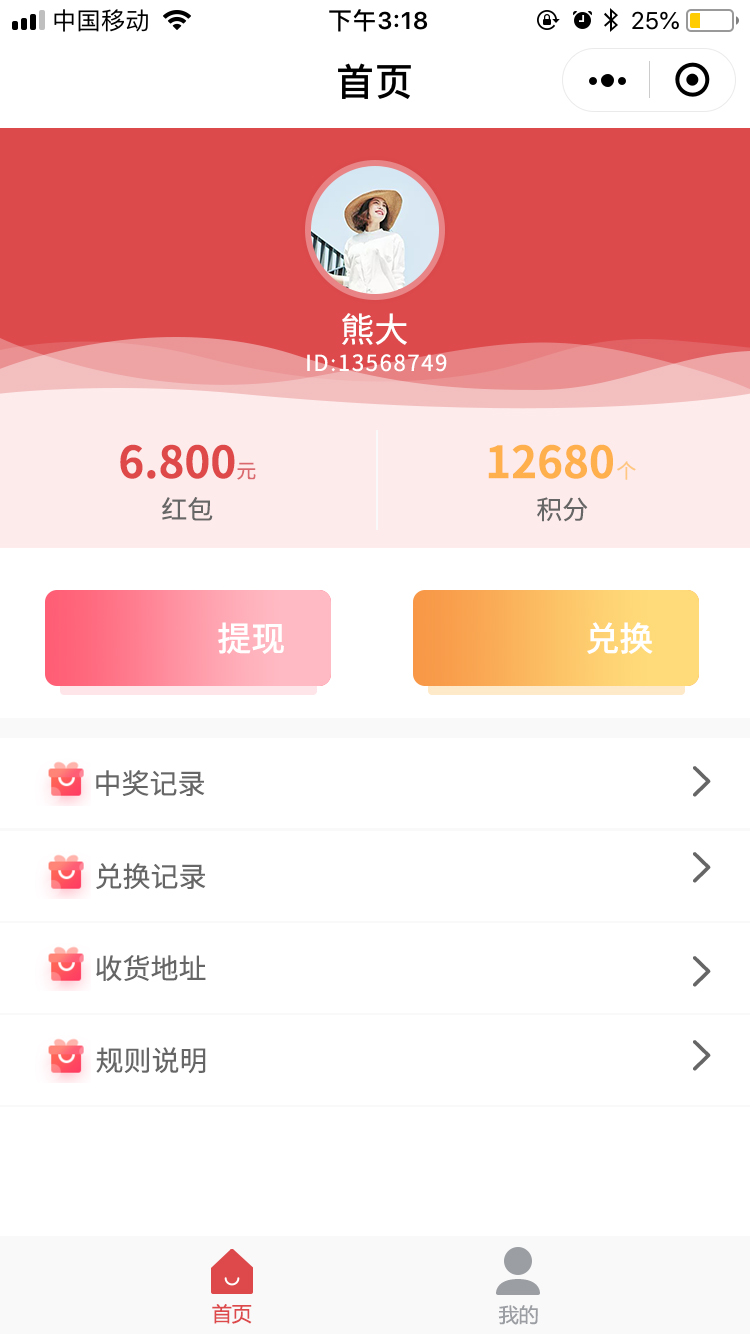 中国移动 下午3:18 25%
首页
熊大
ID:13568749
6.800元 12680个
红包 积分
提现 兑换
中奖记录
兑换记录
收货地址
规则说明
首页 我的